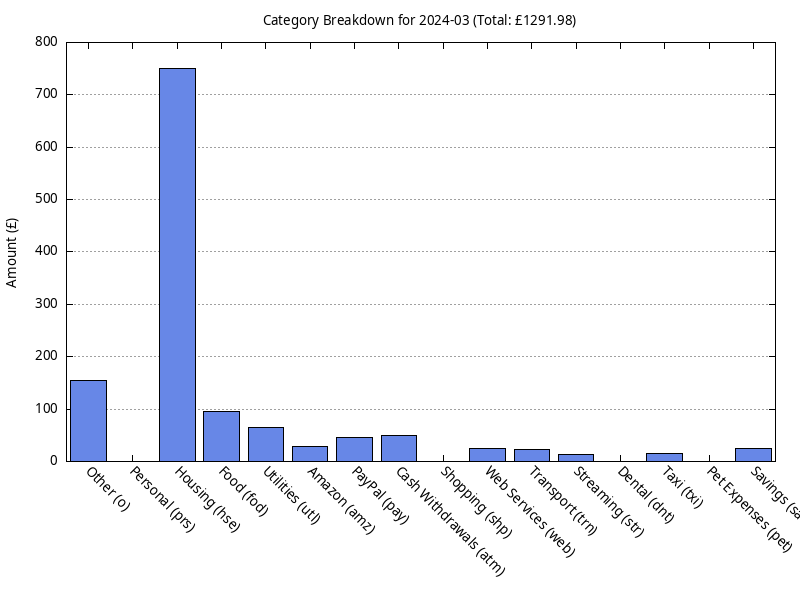 Category Breakdown for 2024-03 (Total: £1291.98)
Amount (£)
800
700
600
500
400
300
200
100
0
Other (o)
Personal (prs)
Housing (hse)
Food (fod)
Utilities (utl)
Amazon (amz)
PayPal (pay)
Cash Withdrawals (atm)
Shopping (shp)
Web Services (web)
Transport (trn)
Streaming (str)
Dental (dnt)
Taxi (txi)
Pet Expenses (pet)
Savings (sa